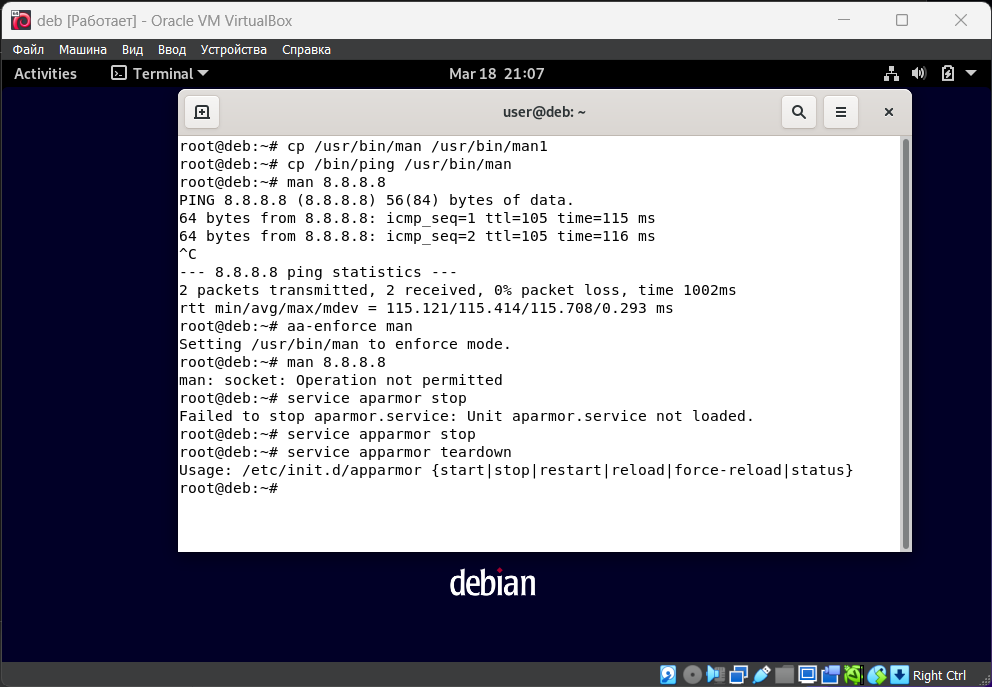 deb [Работает] - Oracle VM VirtualBox
Файл Машина Вид Ввод Устройства Справка
Activities Terminal Mar 18 21:07
user@deb: ~
root@deb:~# cp /usr/bin/man /usr/bin/man1
root@deb:~# cp /bin/ping /usr/bin/man
root@deb:~# man 8.8.8.8
PING 8.8.8.8 (8.8.8.8) 56(84) bytes of data.
64 bytes from 8.8.8.8: icmp_seq=1 ttl=105 time=115 ms
64 bytes from 8.8.8.8: icmp_seq=2 ttl=105 time=116 ms
^C
--- 8.8.8.8 ping statistics ---
2 packets transmitted, 2 received, 0% packet loss, time 1002ms
rtt min/avg/max/mdev = 115.121/115.414/115.708/0.293 ms
root@deb:~# aa-enforce man
Setting /usr/bin/man to enforce mode.
root@deb:~# man 8.8.8.8
man: socket: Operation not permitted
root@deb:~# service aparmor stop
Failed to stop aparmor.service: Unit aparmor.service not loaded.
root@deb:~# service apparmor stop
root@deb:~# service apparmor teardown
Usage: /etc/init.d/apparmor {start|stop|restart|reload|force-reload|status}
root@deb:~#
debian
Right Ctrl